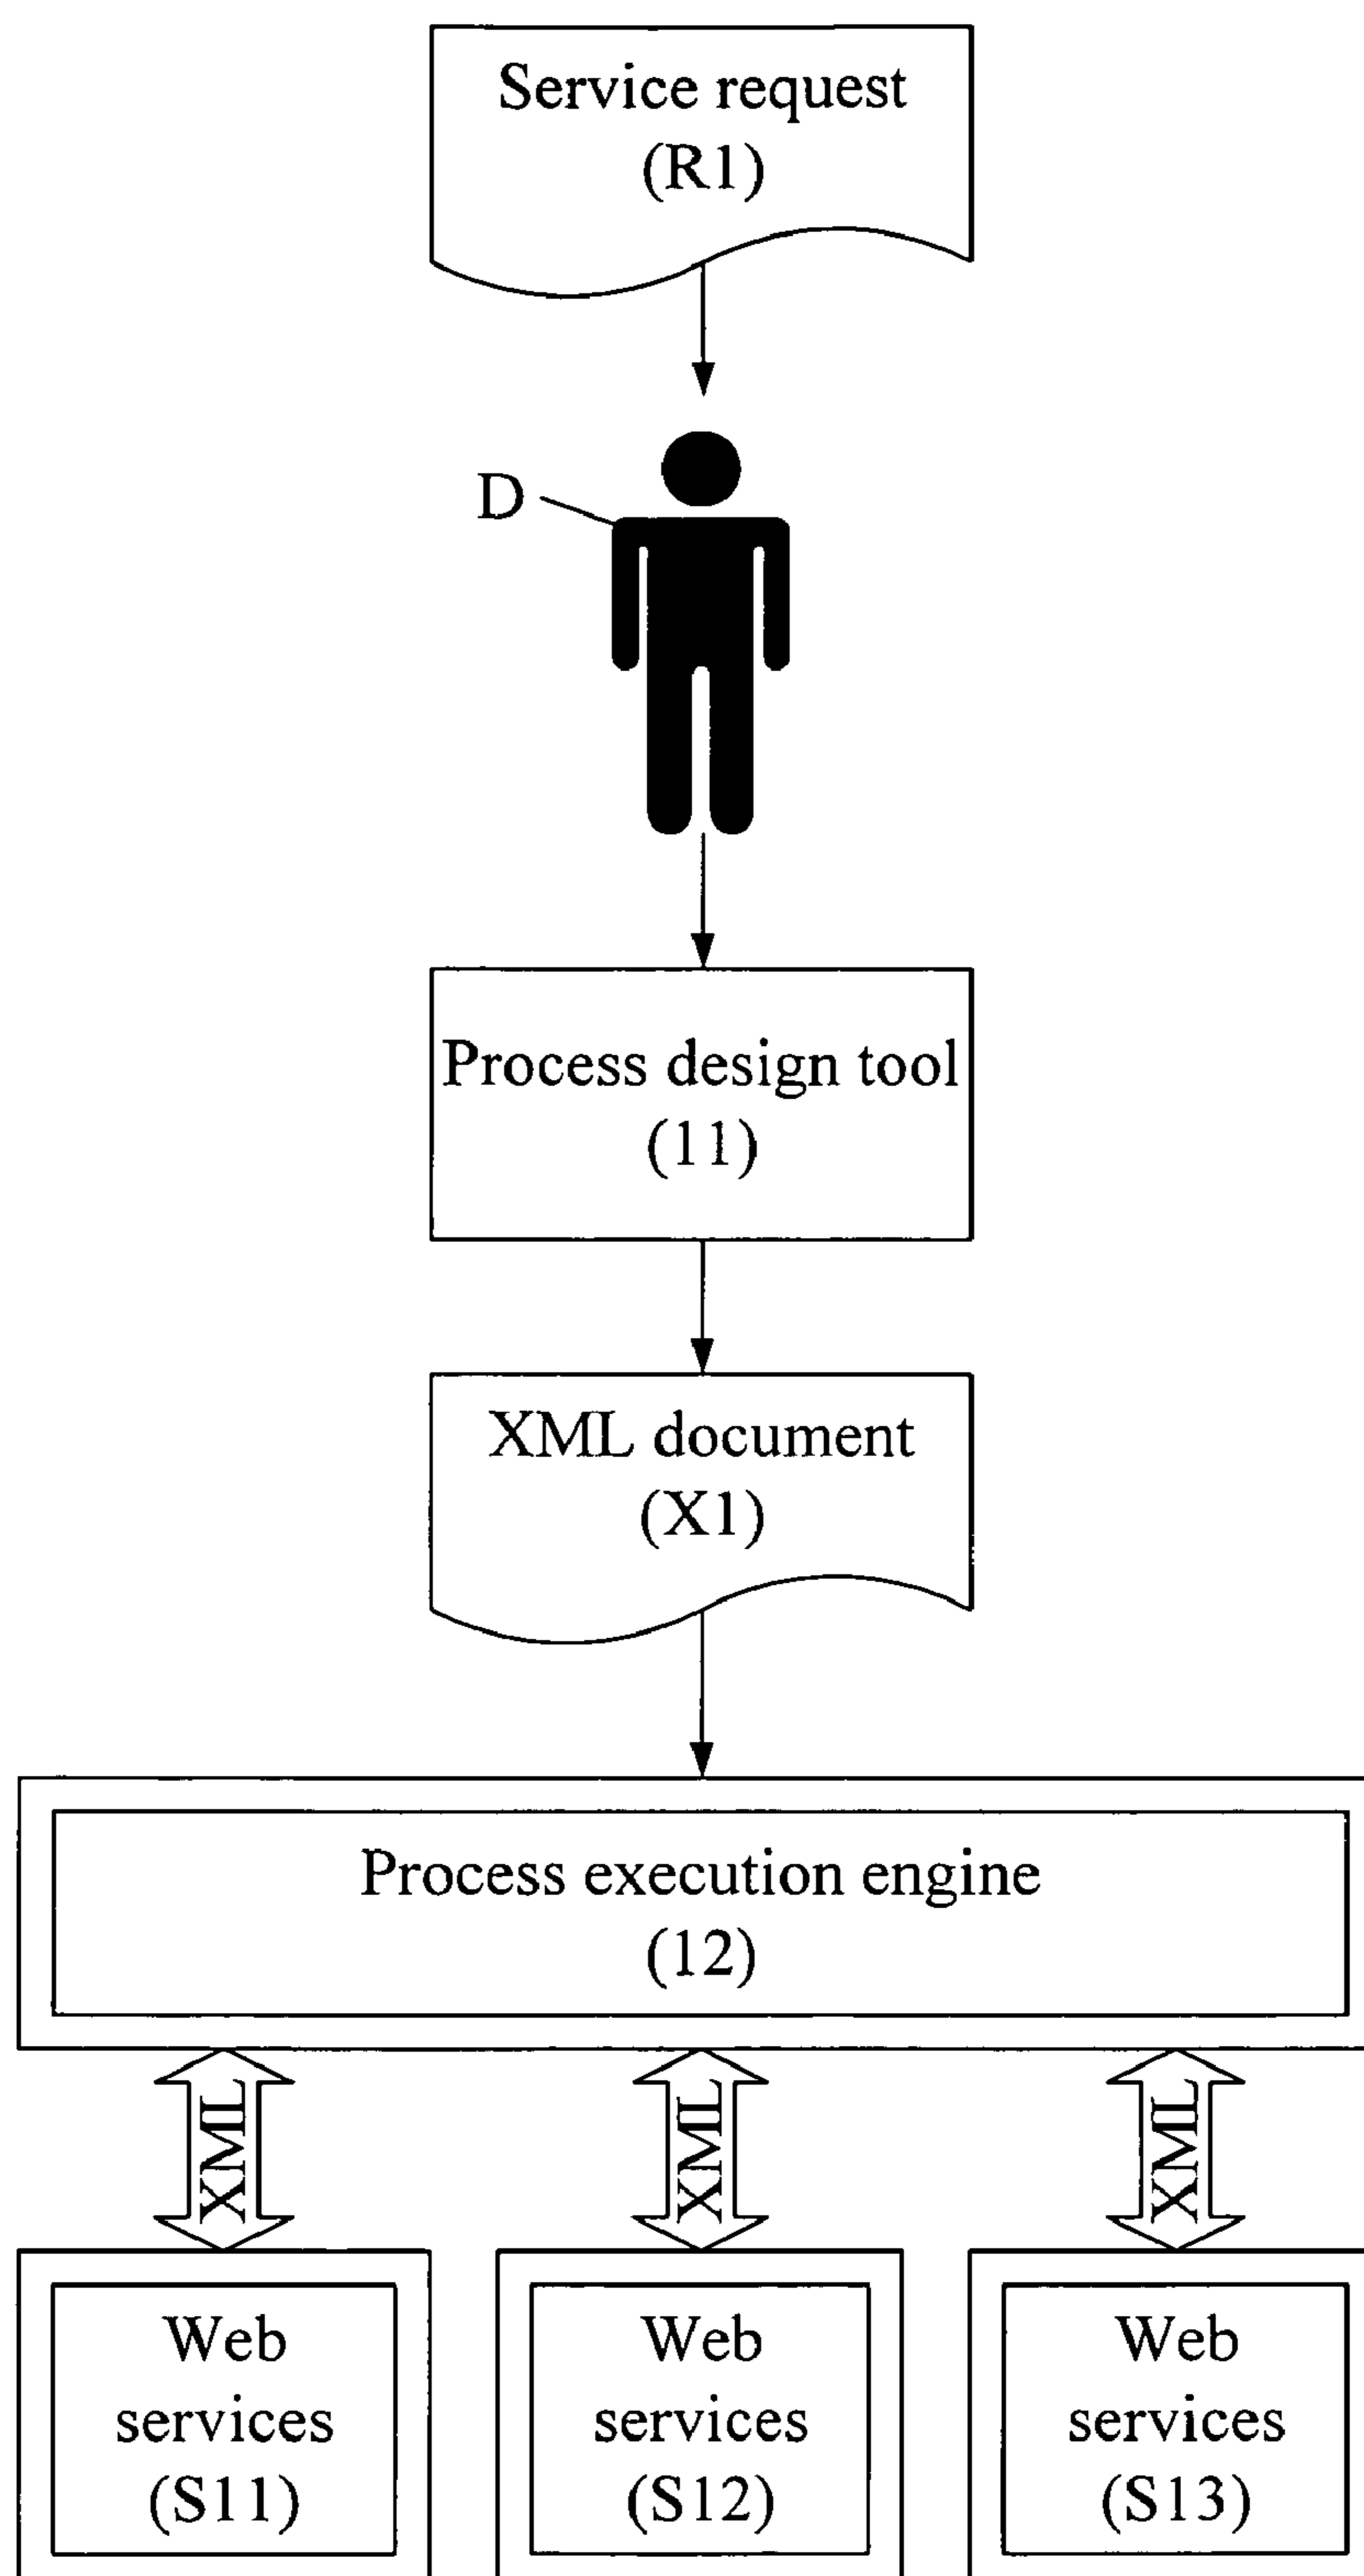 Service request
(R1)
D
Process design tool
(11)
XML document
(X1)
Process execution engine
(12)
XML
XML
XML
Web
services
(S11)
Web
services
(S12)
Web
services
(S13)